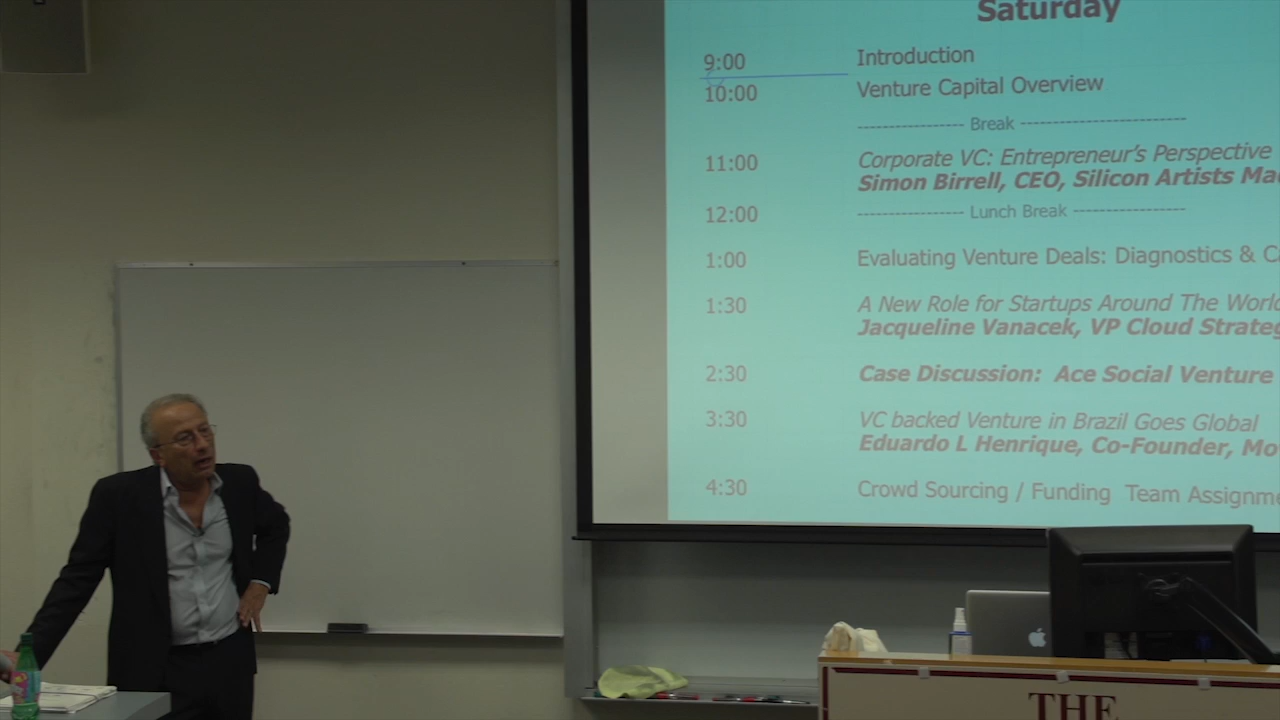 Saturday
9:00 Introduction
10:00 Venture Capital Overview
----------------- Break --------------------------
11:00 Corporate VC: Entrepreneur's Perspective
Simon Birrell, CEO, Silicon Artists
12:00 ----------------- Lunch Break -----------------
1:00 Evaluating Venture Deals: Diagnostics &
1:30 A New Role for Startups Around The World
Jacqueline Vanacek, VP Cloud
2:30 Case Discussion: Ace Social Venture
3:30 VC backed Venture in Brazil Goes Global
Eduardo L Henrique, Co-Founder,
4:30 Crowd Sourcing / Funding Team
THE